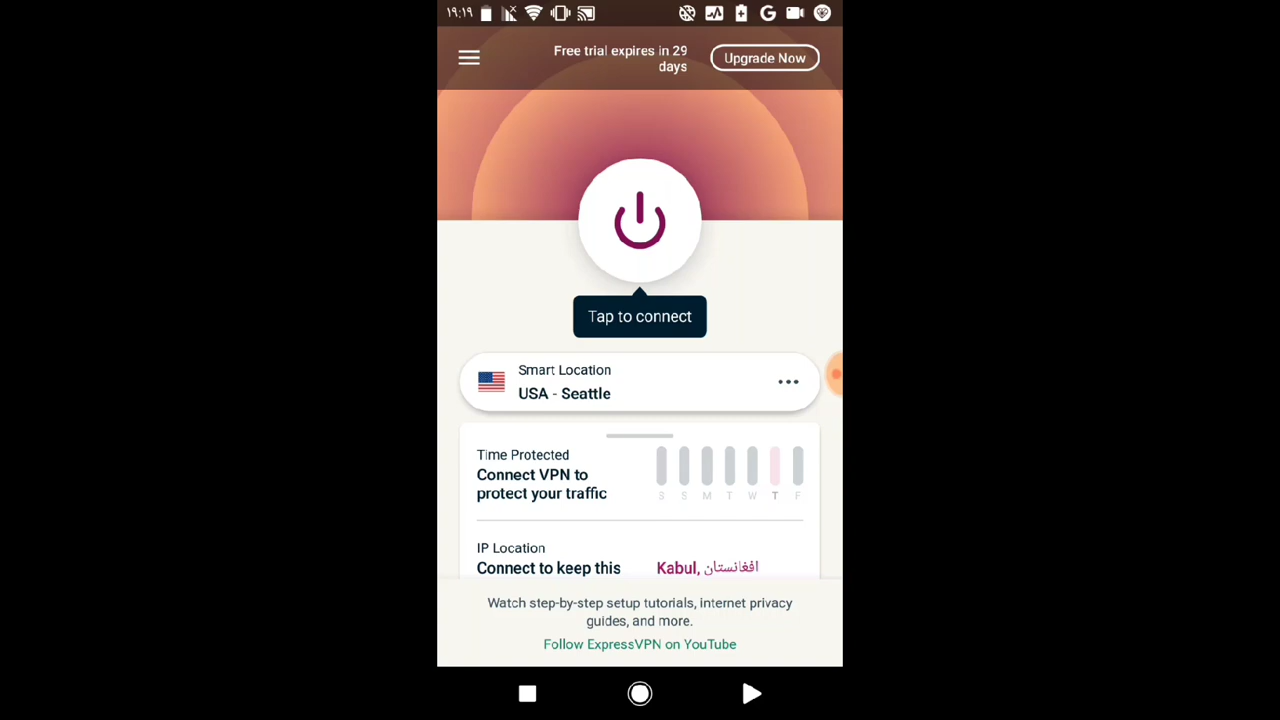 ۱۹:۱۹
Free trial expires in 29
days
Upgrade Now
Tap to connect
Smart Location
USA - Seattle
Time Protected
Connect VPN to
protect your traffic
S S M T W T F
IP Location
Connect to keep this
Kabul, افغانستان
Watch step-by-step setup tutorials, internet privacy
guides, and more.
Follow ExpressVPN on YouTube